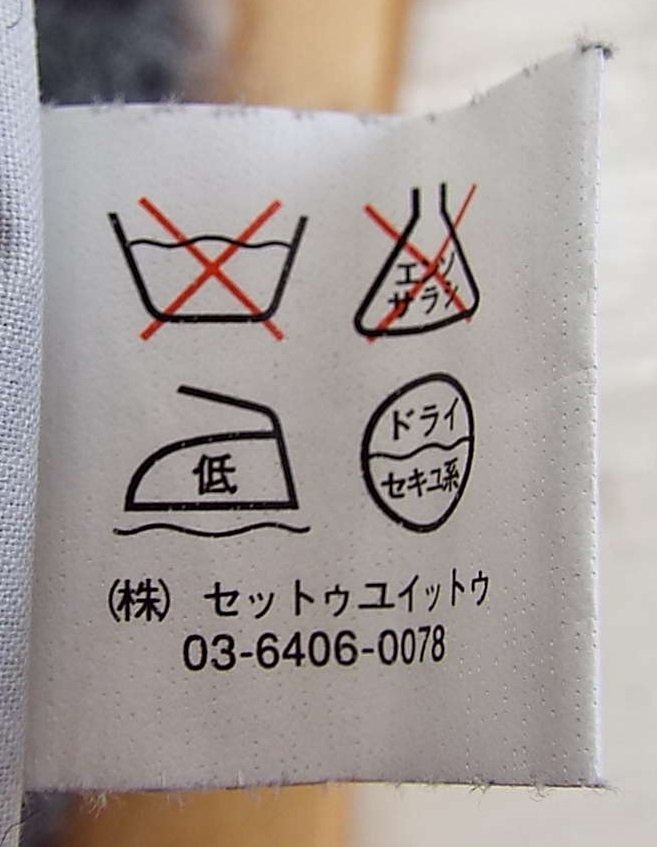 エンソ
サラシ
低
ドライ
セキユ系
(株) セットゥユイットゥ
03-6406-0078